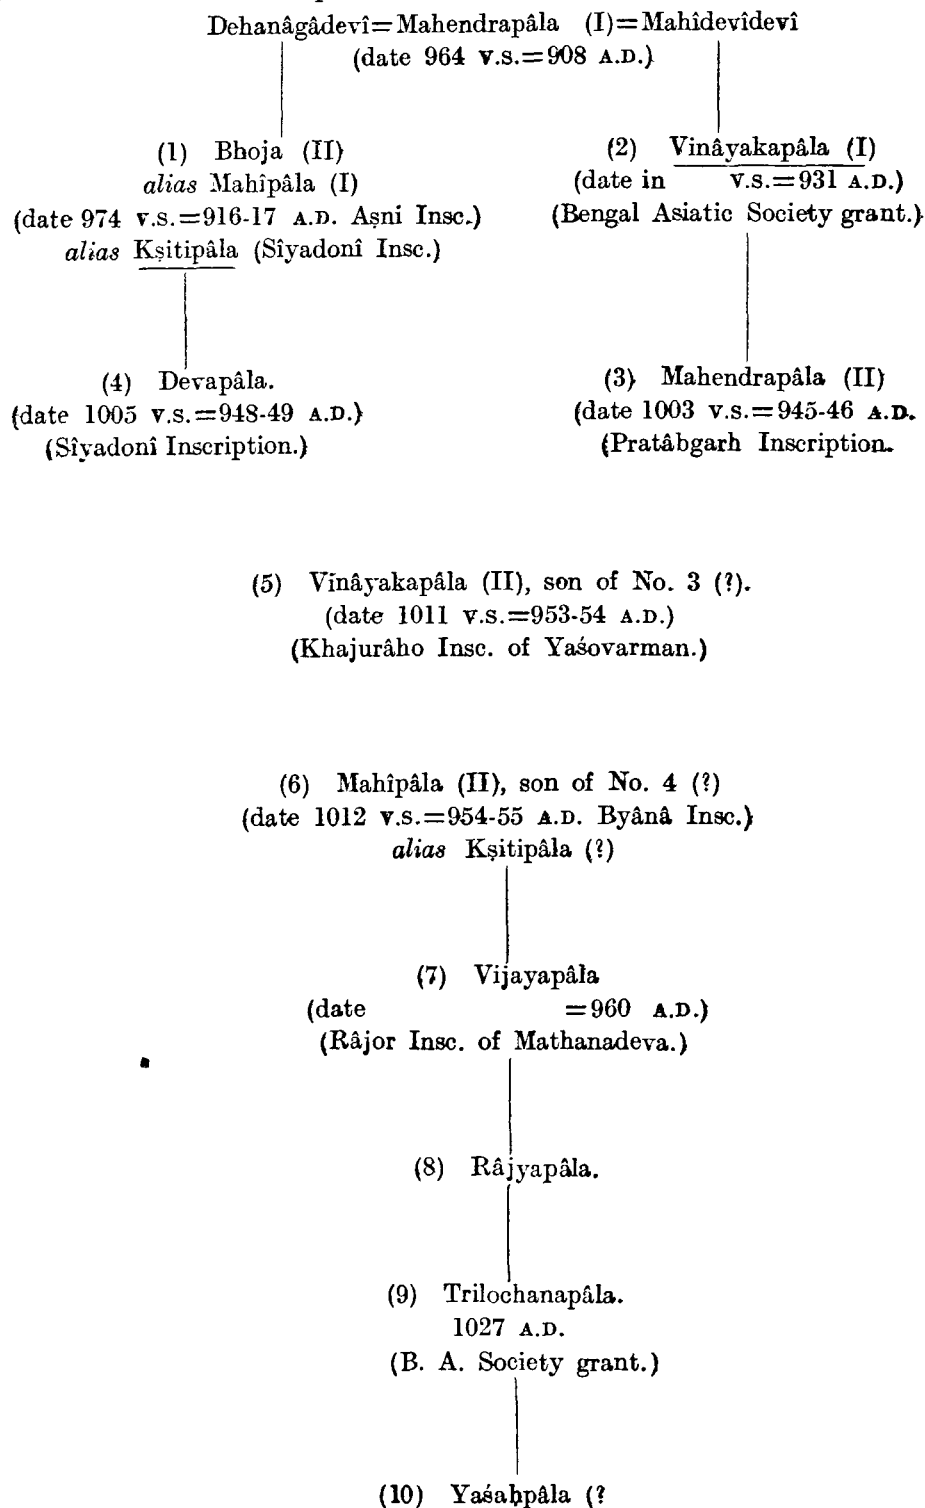 Dehanâgâdevî=Mahendrapâla (I)=Mahîdevîdevî
(date 964 V.S.=908 A.D.)
(1) Bhoja (II)
alias Mahîpâla (I)
(date 974 V.S.=916-17 A.D. Aṣni Insc.)
alias Kṣitipâla (Sîyadonî Insc.)
(2) Vinâyakapâla (I)
(date in V.S.=931 A.D.)
(Bengal Asiatic Society grant.)
(4) Devapâla.
(date 1005 V.S.=948-49 A.D.)
(Sîyadonî Inscription.)
(3) Mahendrapâla (II)
(date 1003 V.S.=945-46 A.D.
(Pratâbgarh Inscription.
(5) Vinâyakapâla (II), son of No. 3 (?).
(date 1011 V.S.=953-54 A.D.)
(Khajurâho Insc. of Yaśovarman.)
(6) Mahîpâla (II), son of No. 4 (?)
(date 1012 V.S.=954-55 A.D. Byânâ Insc.)
alias Kṣitipâla (?)
(7) Vijayapâla
(date =960 A.D.)
(Râjor Insc. of Mathanadeva.)
(8) Râjyapâla.
(9) Trilochanapâla.
1027 A.D.
(B. A. Society grant.)
(10) Yaśaḥpâla (?